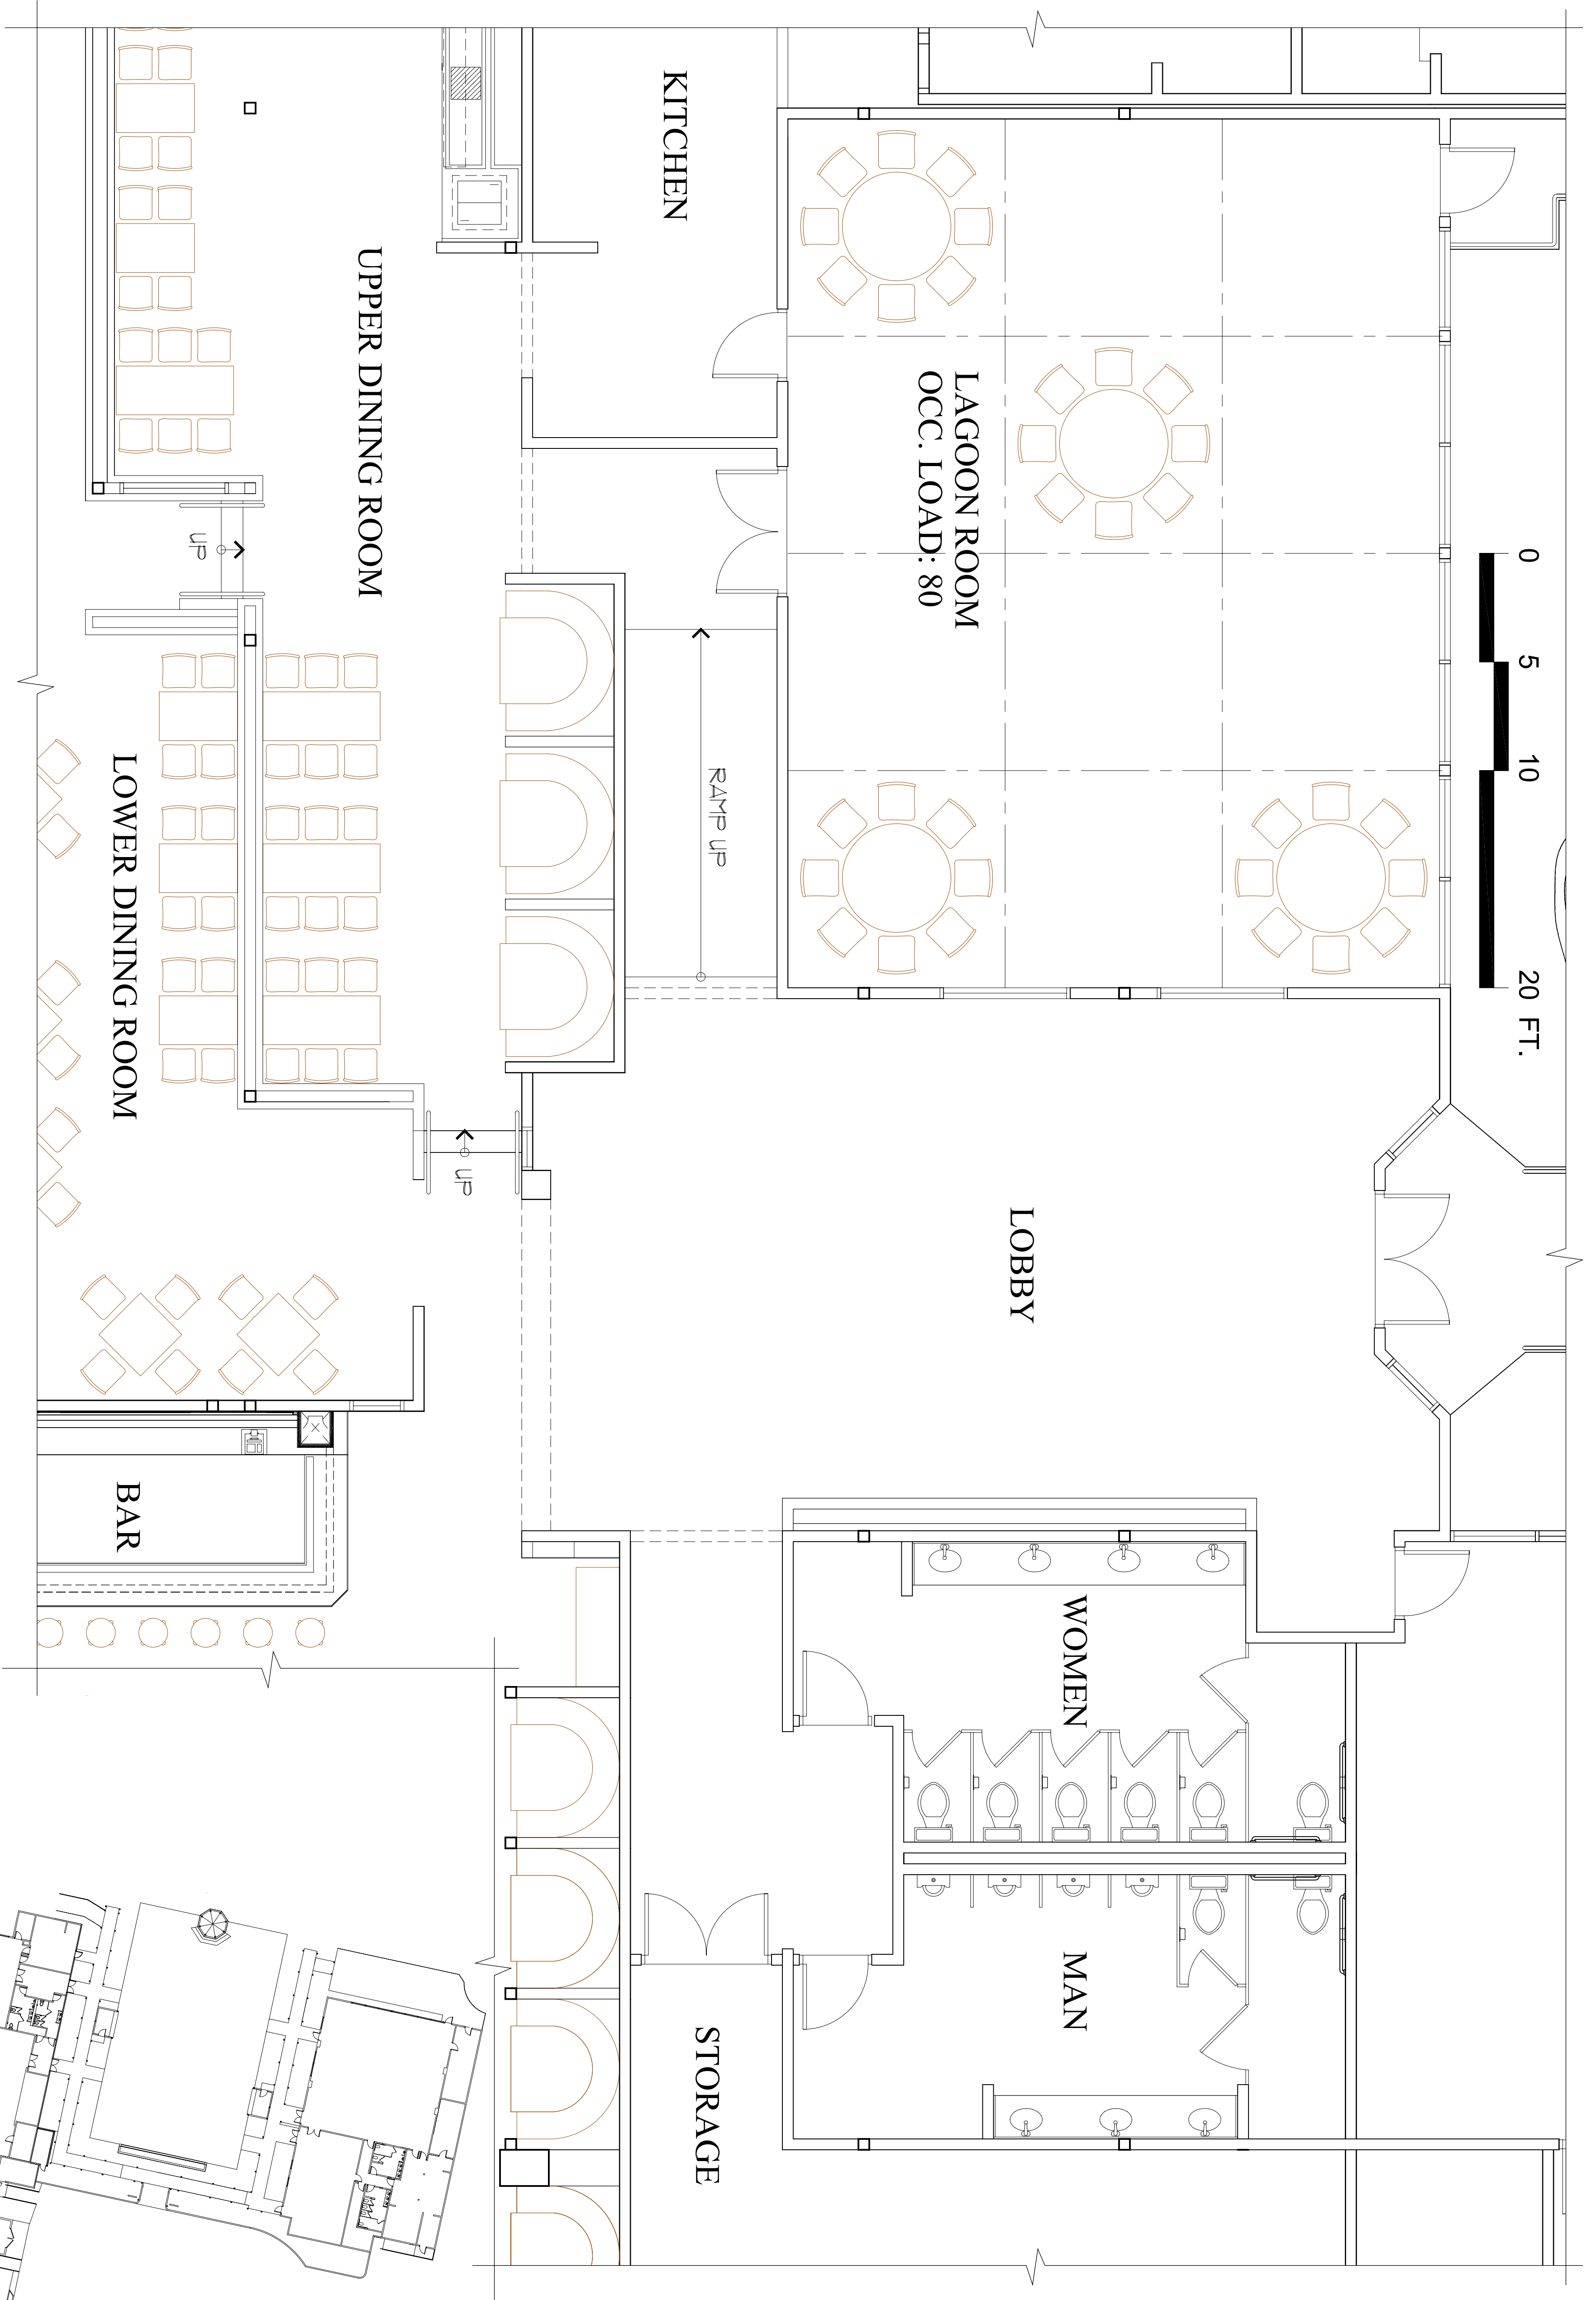 0 5 10 20 FT.
LAGOON ROOM
OCC. LOAD: 80
KITCHEN
UPPER DINING ROOM
UP
RAMP UP
LOWER DINING ROOM
UP
LOBBY
BAR
WOMEN
MAN
STORAGE